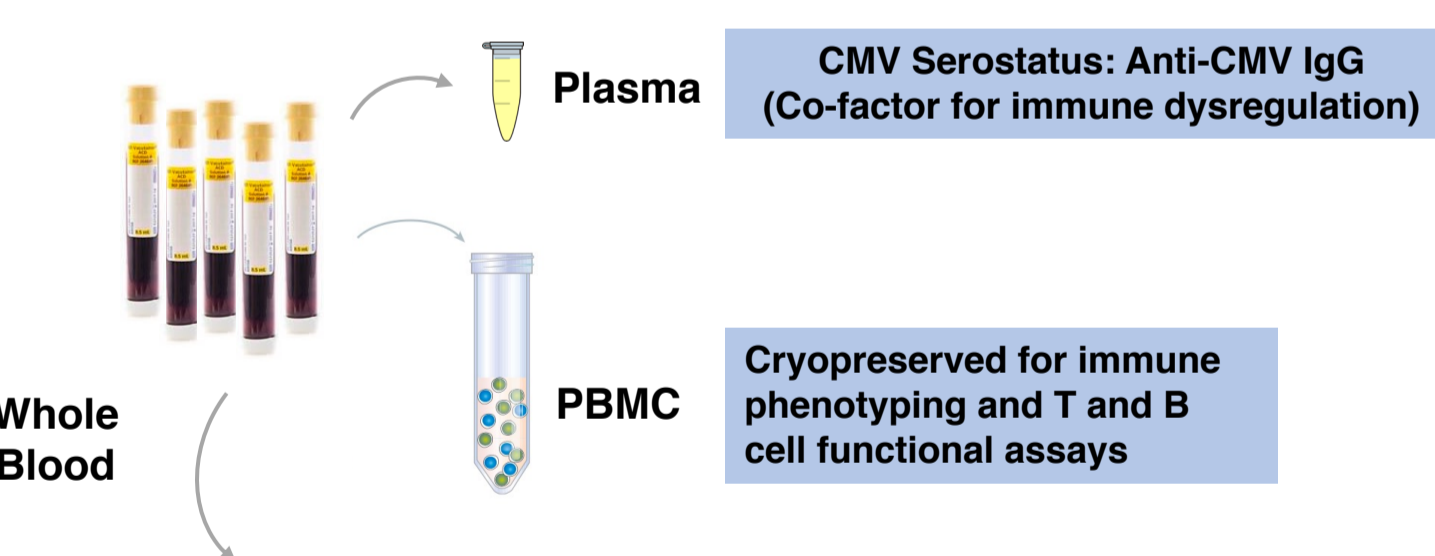 Plasma
CMV Serostatus: Anti-CMV IgG
(Co-factor for immune dysregulation)
PBMC
Cryopreserved for immune
phenotyping and T and B
cell functional assays
Whole
Blood